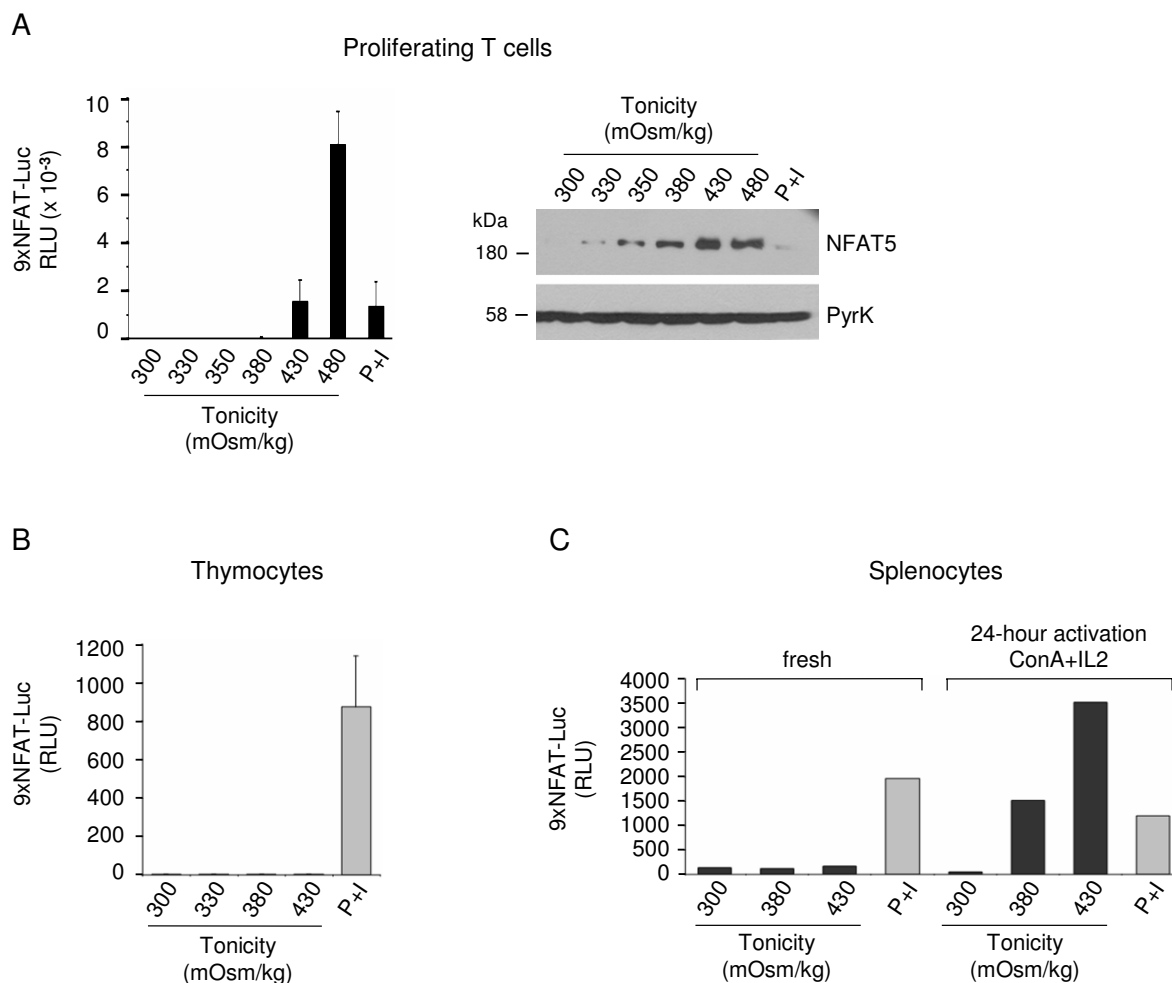 A
Proliferating T cells
9xNFAT-Luc
RLU (x 10-3)
10
8
6
4
2
0
300 330 350 380 430 480 P+I
Tonicity
(mOsm/kg)
Tonicity
(mOsm/kg)
300 330 350 380 430 480 P+I
kDa
180
NFAT5
58
PyrK
B
Thymocytes
9xNFAT-Luc
(RLU)
1200
1000
800
600
400
200
0
300 330 380 430 P+I
Tonicity
(mOsm/kg)
C
Splenocytes
fresh
24-hour activation
ConA+IL2
9xNFAT-Luc
(RLU)
4000
3500
3000
2500
2000
1500
1000
500
0
300 380 430 P+I 300 380 430 P+I
Tonicity
(mOsm/kg)
Tonicity
(mOsm/kg)